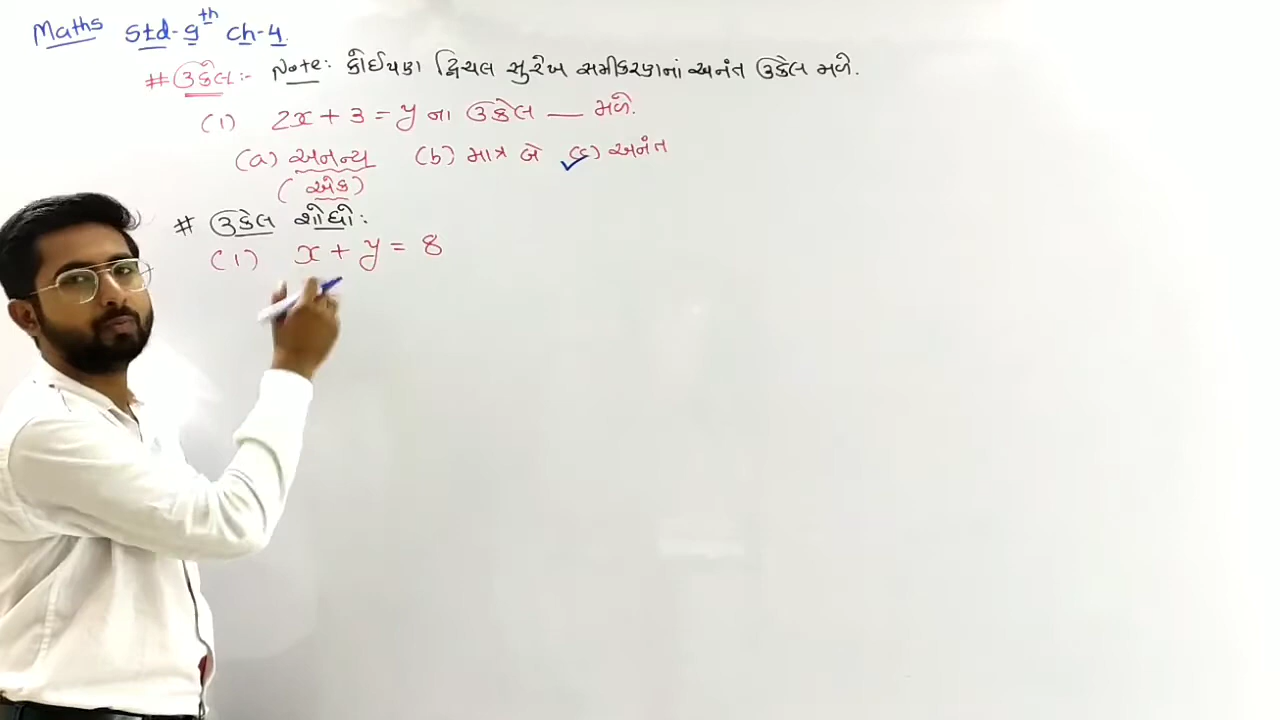 Maths Std-9th ch-4.
# ઉકેલ:- Note: કોઈપણ દ્વિચલ સુરેખ સમીકરણનાં અનંત ઉકેલ મળે.
(1) 2x + 3 = y ના ઉકેલ __ મળે.
(a) અનન્ય (b) માત્ર બે (c) અનંત
(એક)
# ઉકેલ શોધો:
(1) x + y = 8